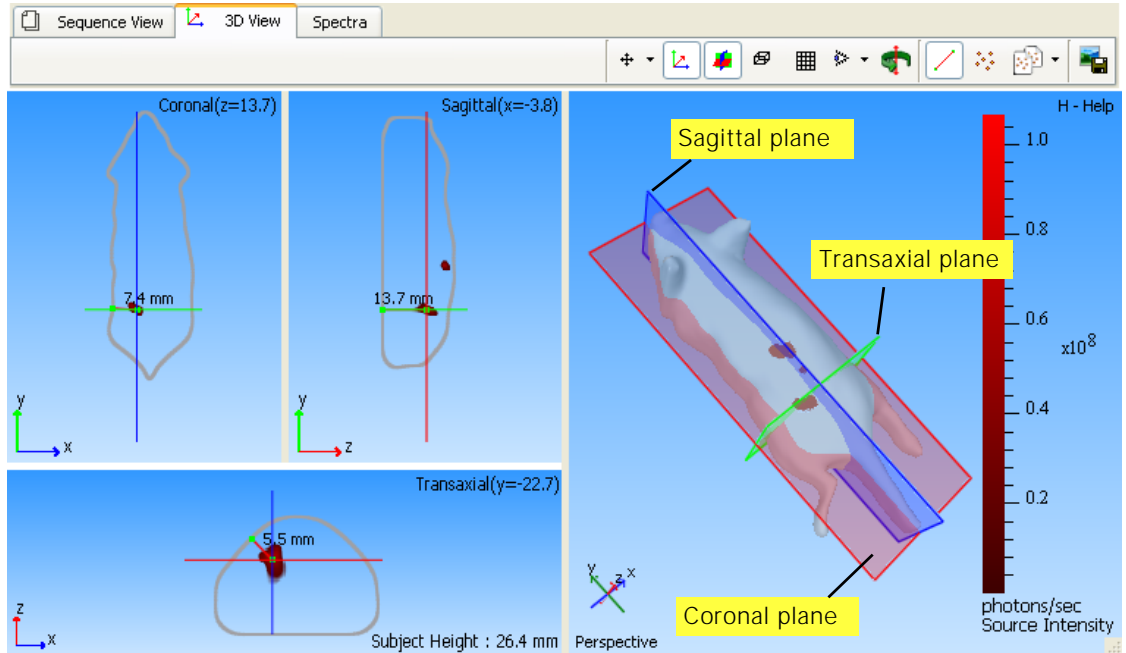 Sequence View
3D View
Spectra
Coronal(z=13.7)
7.4 mm
y
x
Sagittal(x=-3.8)
13.7 mm
y
z
Transaxial(y=-22.7)
5.5 mm
z
x
Subject Height : 26.4 mm
H - Help
Sagittal plane
Transaxial plane
Coronal plane
1.0
0.8
0.6
x10⁸
0.4
0.2
photons/sec
Source Intensity
y
z
x
Perspective